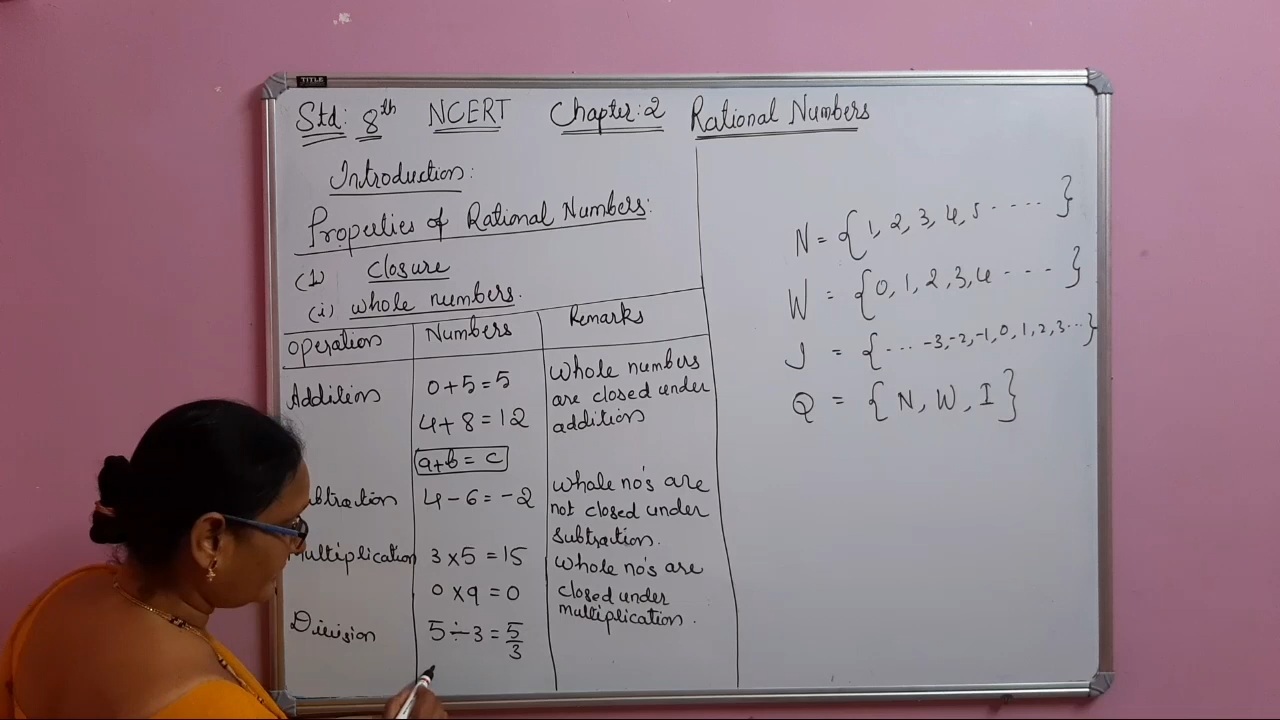 TITLE
Std: 8th NCERT Chapter:2 Rational Numbers
Introduction:
Properties of Rational Numbers:
(1) Closure
(i) whole numbers.
Operation Numbers Remarks
Addition 0+5=5 Whole numbers are closed under addition
4+8=12
a+b=c
btraction 4-6=-2 Whole no's are not closed under subtraction.
Multiplication 3×5=15 Whole no's are closed under multiplication.
0×9=0
Division 5÷3=5/3
N={1,2,3,4,5....}
W={0,1,2,3,4...}
J={...-3,-2,-1,0,1,2,3...}
Q={N,W,I}